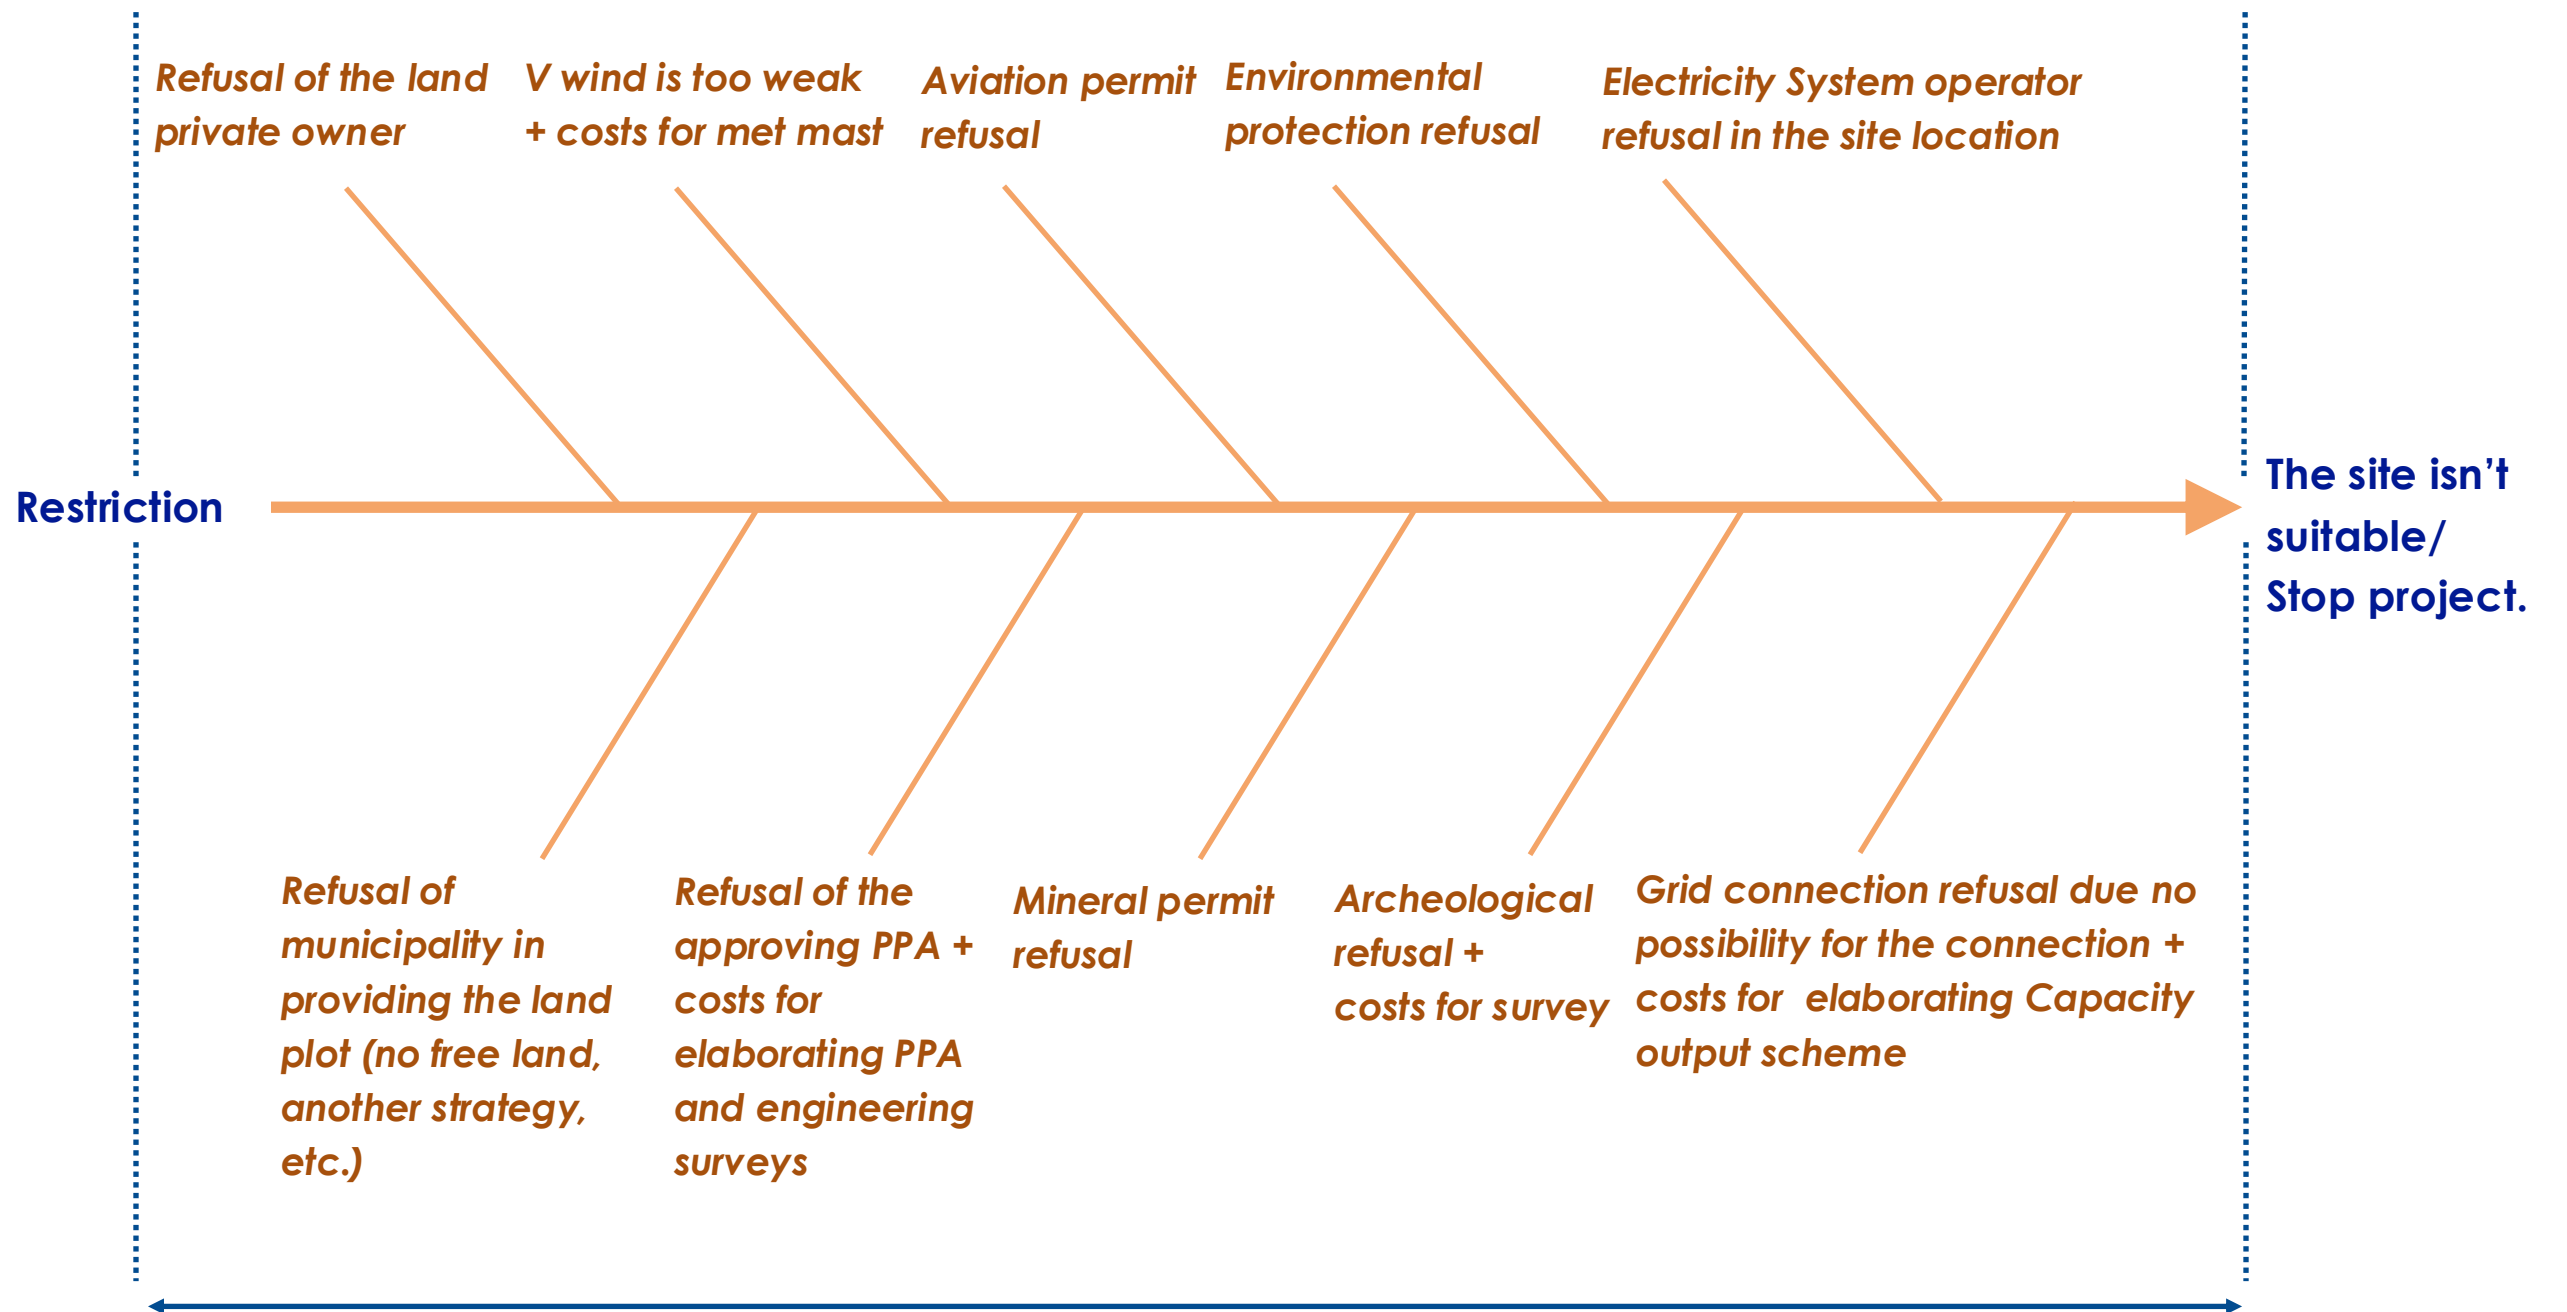 Refusal of the land
private owner
V wind is too weak
+ costs for met mast
Aviation permit
refusal
Environmental
protection refusal
Electricity System operator
refusal in the site location
Restriction
The site isn't
suitable/
Stop project.
Refusal of
municipality in
providing the land
plot (no free land,
another strategy,
etc.)
Refusal of the
approving PPA +
costs for
elaborating PPA
and engineering
surveys
Mineral permit
refusal
Archeological
refusal +
costs for survey
Grid connection refusal due no
possibility for the connection +
costs for  elaborating Capacity
output scheme